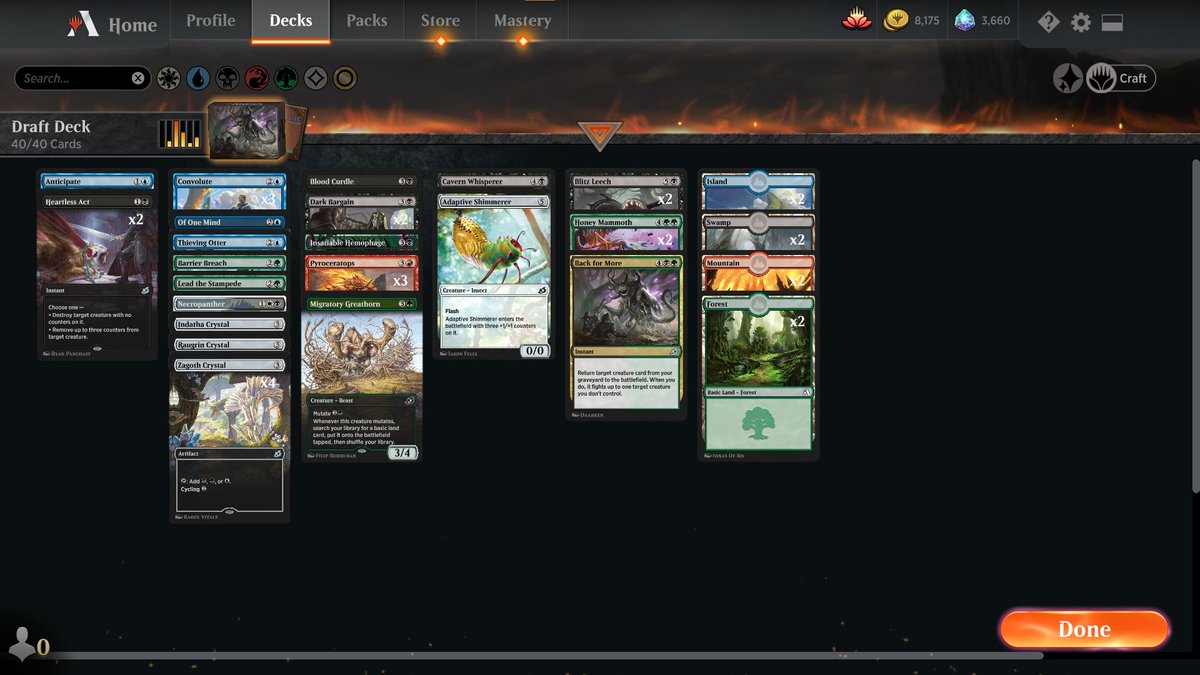 Home
Profile
Decks
Packs
Store
Mastery
8,175
3,660
Search...
Craft
Draft Deck
40/40 Cards
Anticipate
Heartless Act
x2
Instant
Choose one —
• Destroy target creature with no
counters on it.
• Remove up to three counters from
target creature.
Ryan Pancoast
Convolute
x3
Of One Mind
Thieving Otter
Barrier Breach
Lead the Stampede
Necropanther
Indatha Crystal
Raugrin Crystal
Zagoth Crystal
x4
Artifact
: Add , , or .
Cycling 2
Raoul Vitale
Blood Curdle
Dark Bargain
x2
Insatiable Hemophage
Pyroceratops
x3
Migratory Greathorn
Creature – Beast
Mutate
Whenever this creature mutates,
search your library for a basic land
card, put it onto the battlefield
tapped, then shuffle your library.
3/4
Filip Burburan
Cavern Whisperer
Adaptive Shimmerer
Creature – Insect
Flash
Adaptive Shimmerer enters the
battlefield with three +1/+1 counters
on it.
0/0
Jason Felix
Blitz Leech
x2
Honey Mammoth
x2
Back for More
Instant
Return target creature card from your
graveyard to the battlefield. When you
do, it fights up to one target creature
you don't control.
Daarken
Island
x2
Swamp
x2
Mountain
x2
Forest
x2
Basic Land – Forest
Jonas De Ro
0
Done